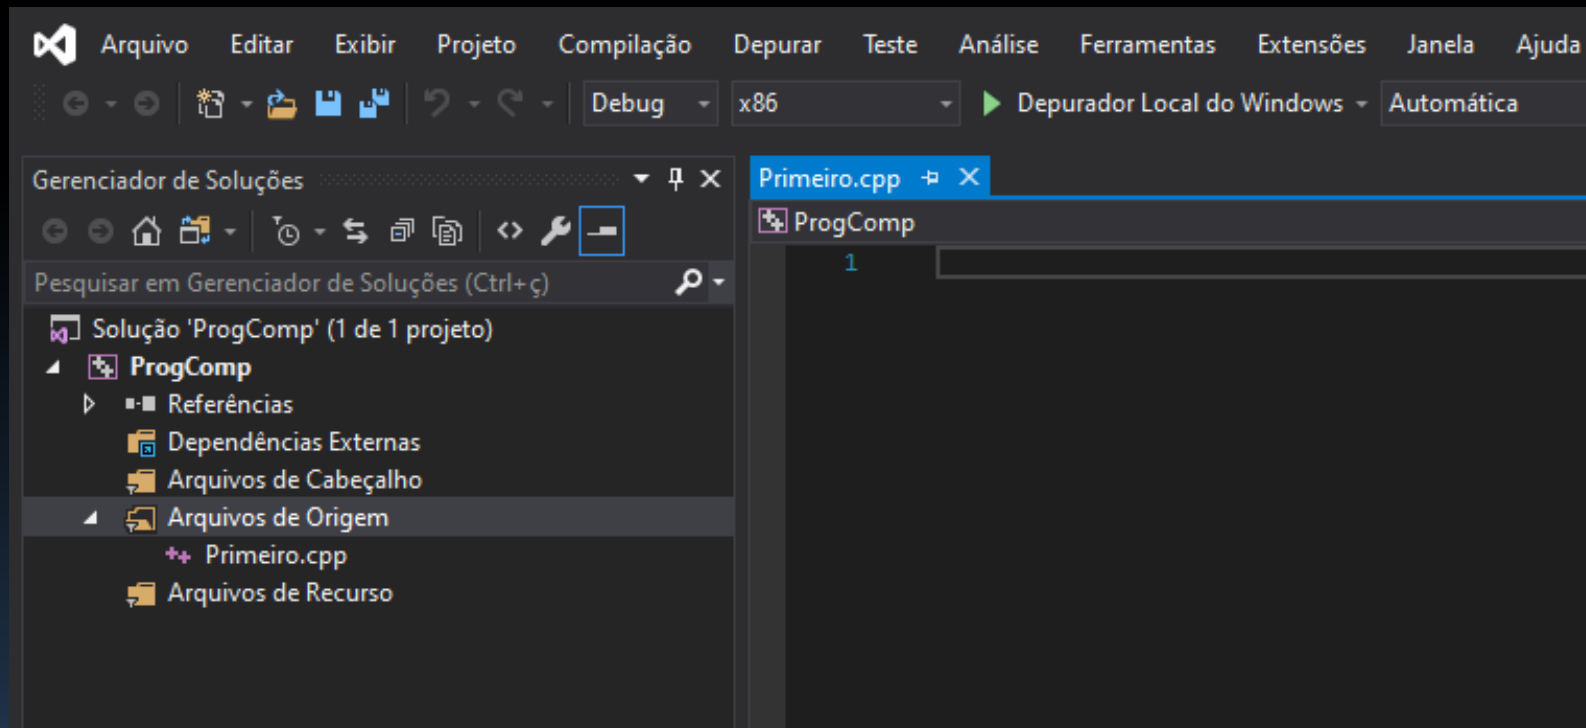 Arquivo Editar Exibir Projeto Compilação Depurar Teste Análise Ferramentas Extensões Janela Ajuda
Debug x86 Depurador Local do Windows Automática
Gerenciador de Soluções
Pesquisar em Gerenciador de Soluções (Ctrl+ç)
Solução 'ProgComp' (1 de 1 projeto)
ProgComp
Referências
Dependências Externas
Arquivos de Cabeçalho
Arquivos de Origem
Primeiro.cpp
Arquivos de Recurso
Primeiro.cpp
ProgComp
1